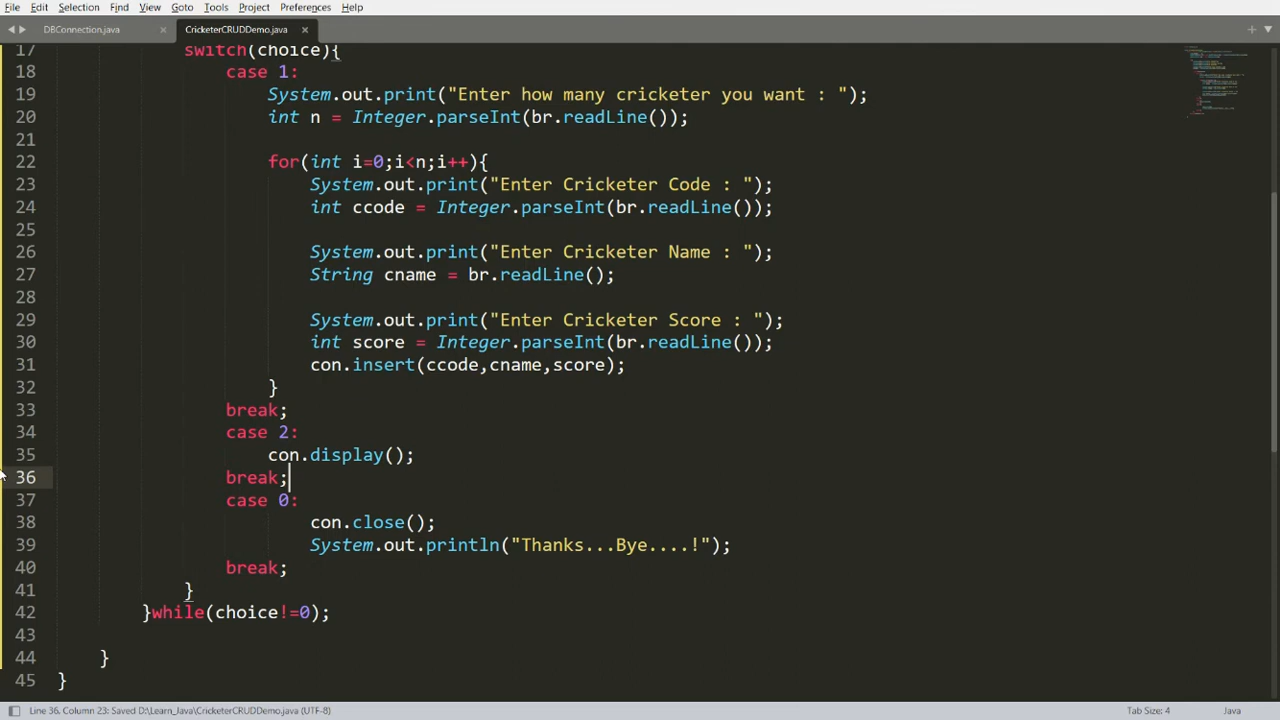 File Edit Selection Find View Goto Tools Project Preferences Help
DBConnection.java × CricketerCRUDDemo.java ×
17 switch(choice){
18 case 1:
19 System.out.print("Enter How many cricketer you want : ");
20 int n = Integer.parseInt(br.readLine());
21
22 for(int i=0;i<n;i++){
23 System.out.print("Enter Cricketer Code : ");
24 int ccode = Integer.parseInt(br.readLine());
25
26 System.out.print("Enter Cricketer Name : ");
27 String cname = br.readLine();
28
29 System.out.print("Enter Cricketer Score : ");
30 int score = Integer.parseInt(br.readLine());
31 con.insert(ccode,cname,score);
32 }
33 break;
34 case 2:
35 con.display();
36 break;
37 case 0:
38 con.close();
39 System.out.println("Thanks...Bye....!");
40 break;
41 }
42 }while(choice!=0);
43
44 }
45 }
Line 36, Column 23; Saved D:\Learn_Java\CricketerCRUDDemo.java (UTF-8) Tab Size: 4 Java